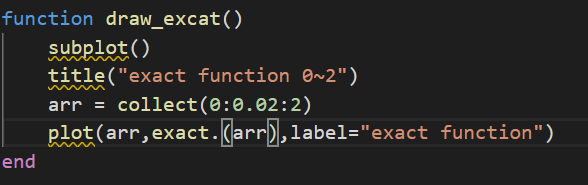 function draw_excat()
subplot()
title("exact function 0~2")
arr = collect(0:0.02:2)
plot(arr,exact.(arr),label="exact function")
end